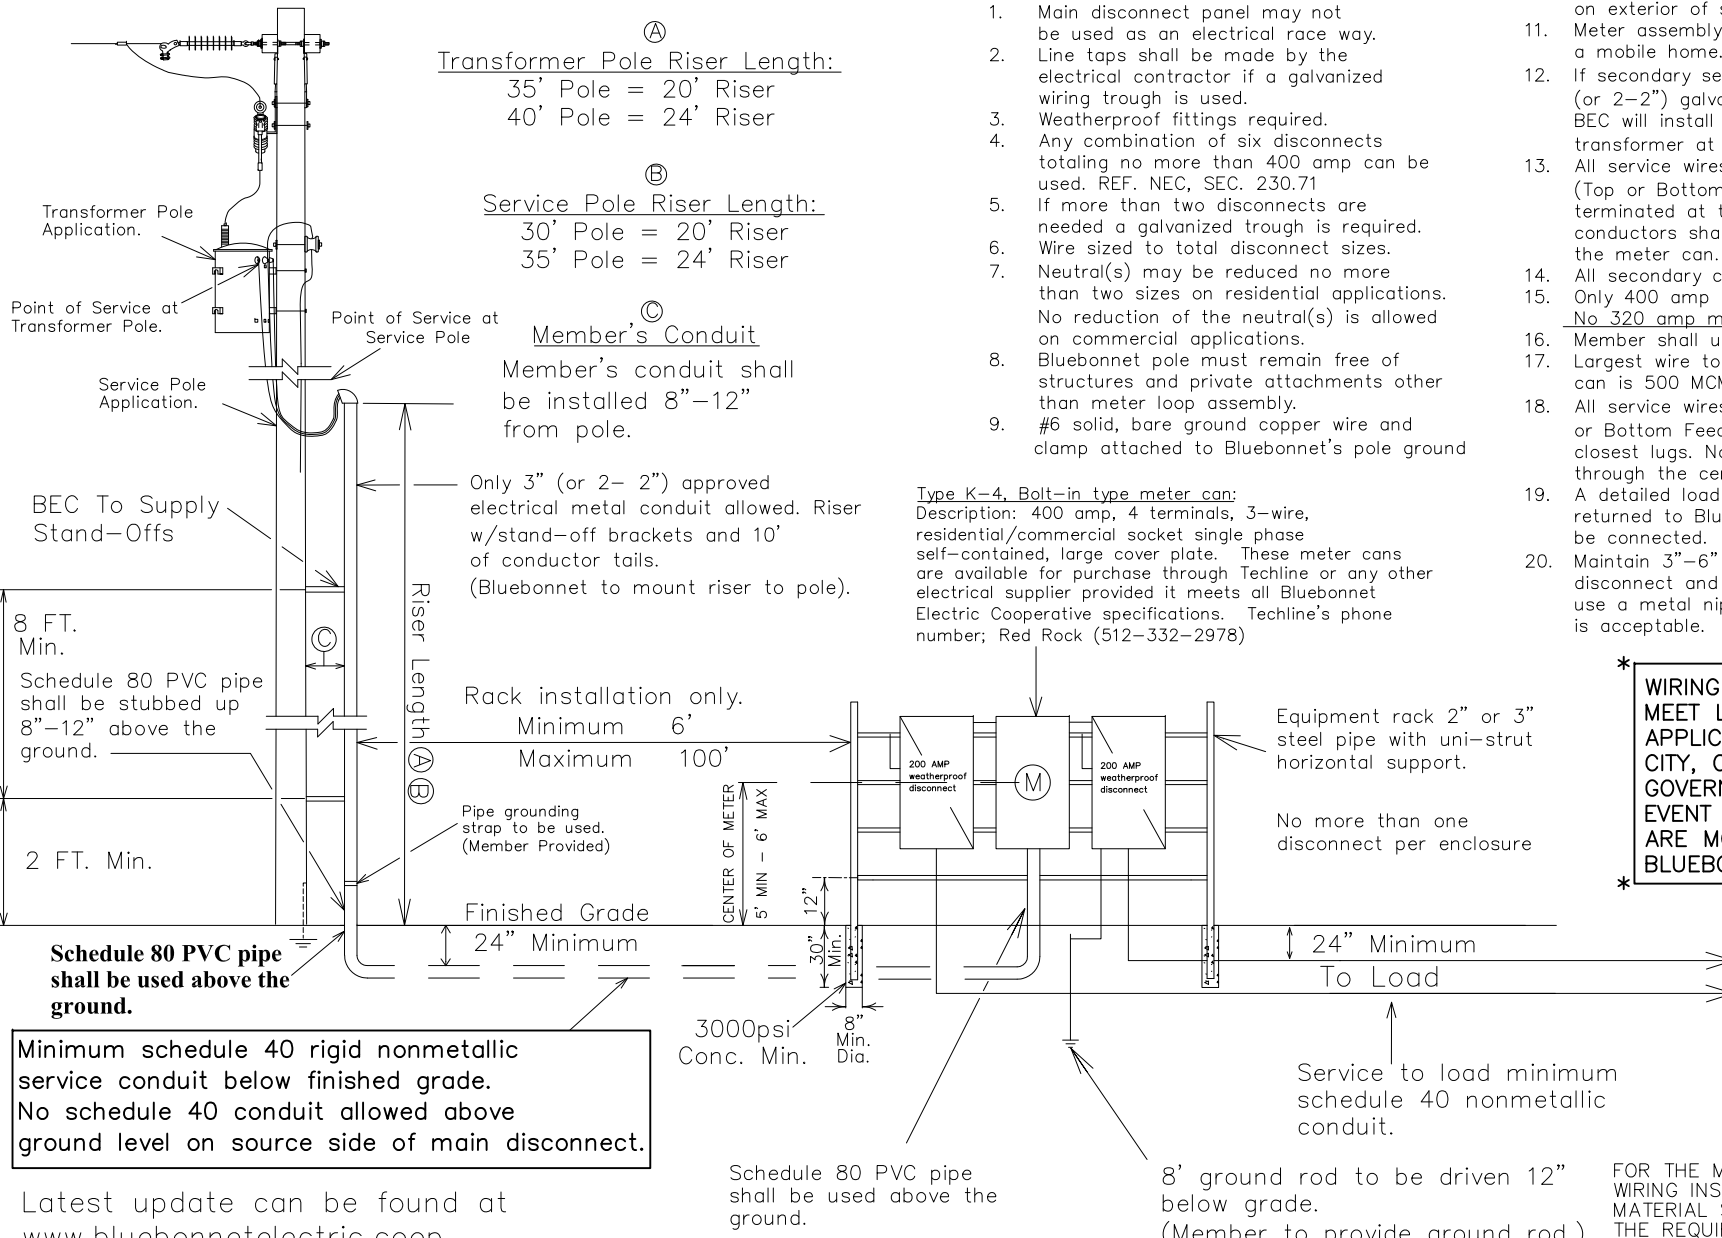 Ⓐ
Transformer Pole Riser Length:
35' Pole = 20' Riser
40' Pole = 24' Riser
Ⓑ
Service Pole Riser Length:
30' Pole = 20' Riser
35' Pole = 24' Riser
Ⓒ
Member's Conduit
Member's conduit shall
be installed 8"-12"
from pole.
Transformer Pole
Application.
Point of Service at
Transformer Pole.
Point of Service at
Service Pole
Service Pole
Application.
Only 3" (or 2- 2") approved
electrical metal conduit allowed. Riser
w/stand-off brackets and 10'
of conductor tails.
(Bluebonnet to mount riser to pole).
BEC To Supply
Stand-Offs
8 FT.
Min.
Ⓒ
Schedule 80 PVC pipe
shall be stubbed up
8"-12" above the
ground.
2 FT. Min.
Riser Length Ⓐ Ⓑ
Rack installation only.
Minimum 6'
Maximum 100'
Pipe grounding
strap to be used.
(Member Provided)
Finished Grade
24" Minimum
Schedule 80 PVC pipe
shall be used above the
ground.
Minimum schedule 40 rigid nonmetallic
service conduit below finished grade.
No schedule 40 conduit allowed above
ground level on source side of main disconnect.
Latest update can be found at
www.bluebonnetelectric.coop
1. Main disconnect panel may not
be used as an electrical race way.
2. Line taps shall be made by the
electrical contractor if a galvanized
wiring trough is used.
3. Weatherproof fittings required.
4. Any combination of six disconnects
totaling no more than 400 amp can be
used. REF. NEC, SEC. 230.71
5. If more than two disconnects are
needed a galvanized trough is required.
6. Wire sized to total disconnect sizes.
7. Neutral(s) may be reduced no more
than two sizes on residential applications.
No reduction of the neutral(s) is allowed
on commercial applications.
8. Bluebonnet pole must remain free of
structures and private attachments other
than meter loop assembly.
9. #6 solid, bare ground copper wire and
clamp attached to Bluebonnet's pole ground
Type K-4, Bolt-in type meter can:
Description: 400 amp, 4 terminals, 3-wire,
residential/commercial socket single phase
self-contained, large cover plate. These meter cans
are available for purchase through Techline or any other
electrical supplier provided it meets all Bluebonnet
Electric Cooperative specifications. Techline's phone
number; Red Rock (512-332-2978)
200 AMP
weatherproof
disconnect
M
200 AMP
weatherproof
disconnect
CENTER OF METER
5' MIN - 6' MAX
12"
30"
Min.
8"
Min.
Dia.
3000psi
Conc. Min.
Equipment rack 2" or 3"
steel pipe with uni-strut
horizontal support.
No more than one
disconnect per enclosure
24" Minimum
To Load
Service to load minimum
schedule 40 nonmetallic
conduit.
Schedule 80 PVC pipe
shall be used above the
ground.
8' ground rod to be driven 12"
below grade.
(Member to provide ground rod.)
on exterior of
11. Meter assembly
a mobile home.
12. If secondary
(or 2-2")
BEC will install
transformer at
13. All service wires
(Top or Bottom
terminated at
conductors
the meter can.
14. All secondary
15. Only 400 amp
No 320 amp
16. Member shall
17. Largest wire to
can is 500
18. All service wires
or Bottom
closest lugs.
through the
19. A detailed load
returned to
be connected.
20. Maintain 3"-6"
disconnect and
use a metal
is acceptable.
* WIRING
MEET
CITY,
EVENT
ARE
*
FOR THE
WIRING
MATERIAL
THE